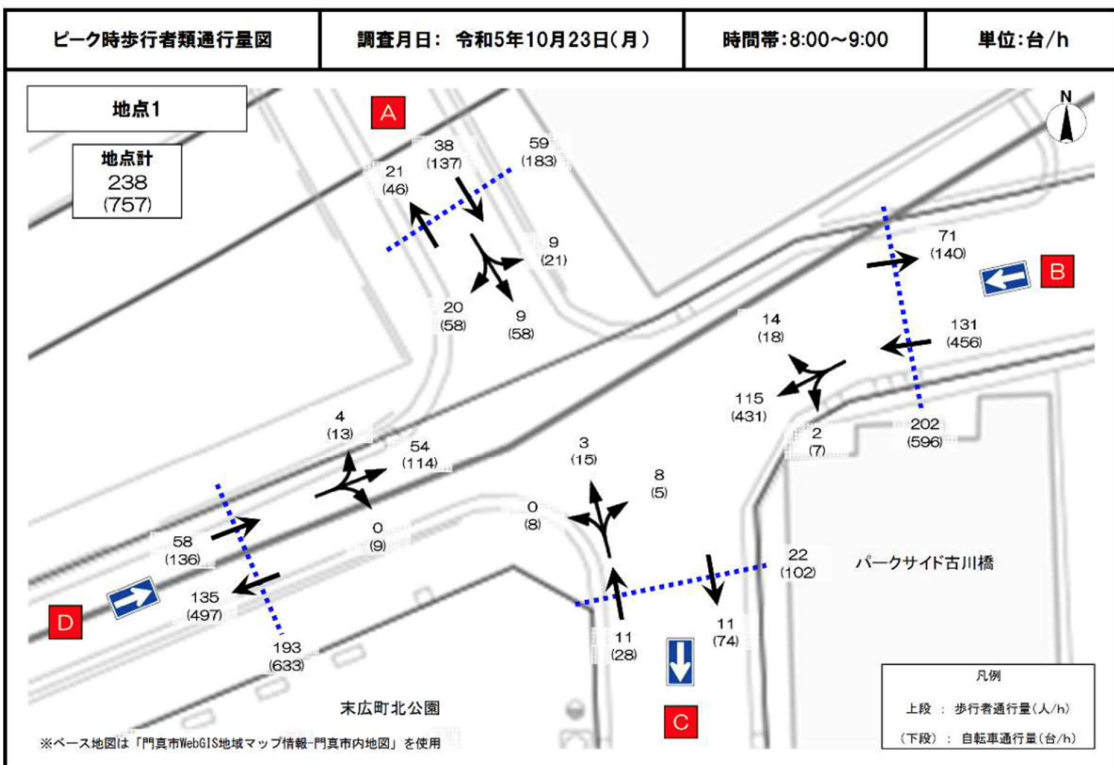 ピーク時歩行者類通行量図
調査月日: 令和5年10月23日(月)
時間帯:8:00~9:00
単位:台/h
地点1
地点計
238
(757)
N
A
38
(137)
59
(183)
21
(46)
9
(21)
20
(58)
9
(58)
71
(140)
B
131
(456)
14
(18)
115
(431)
2
(7)
202
(596)
4
(13)
54
(114)
0
(9)
3
(15)
8
(5)
0
(8)
58
(136)
135
(497)
D
193
(633)
22
(102)
11
(28)
11
(74)
C
パークサイド古川橋
末広町北公園
※ベース地図は「門真市WebGIS地域マップ情報-門真市内地図」を使用
凡例
上段 : 歩行者通行量(人/h)
(下段) : 自転車通行量(台/h)